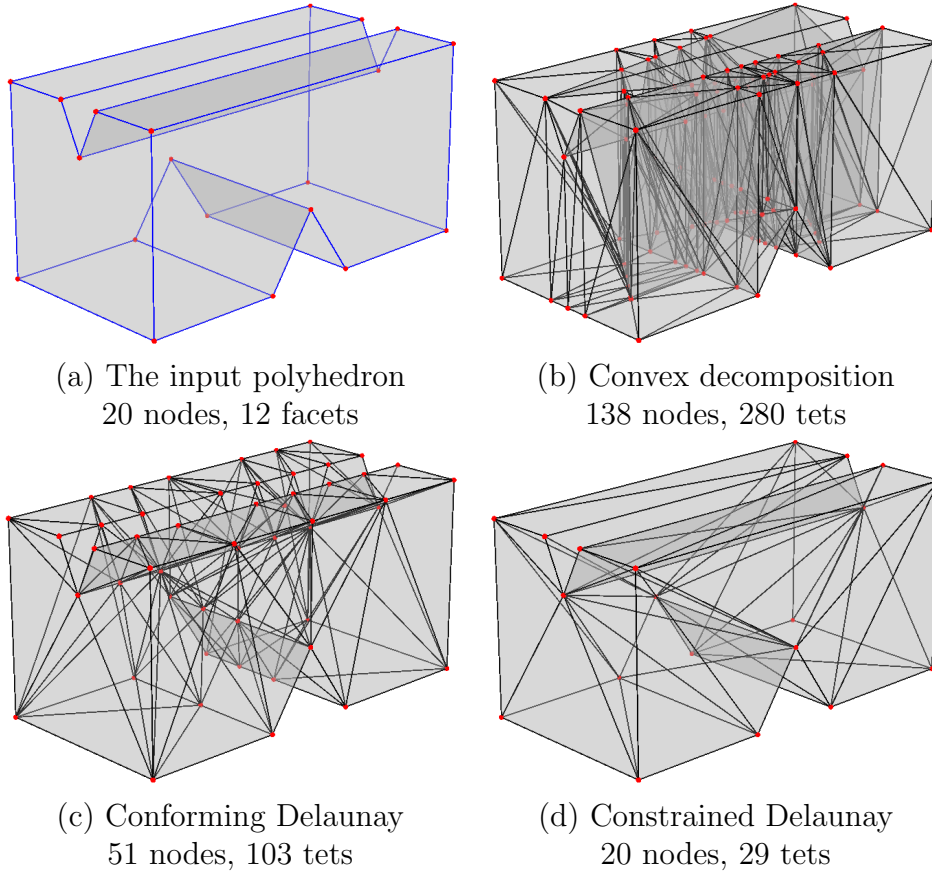 (a) The input polyhedron
20 nodes, 12 facets
(b) Convex decomposition
138 nodes, 280 tets
(c) Conforming Delaunay
51 nodes, 103 tets
(d) Constrained Delaunay
20 nodes, 29 tets